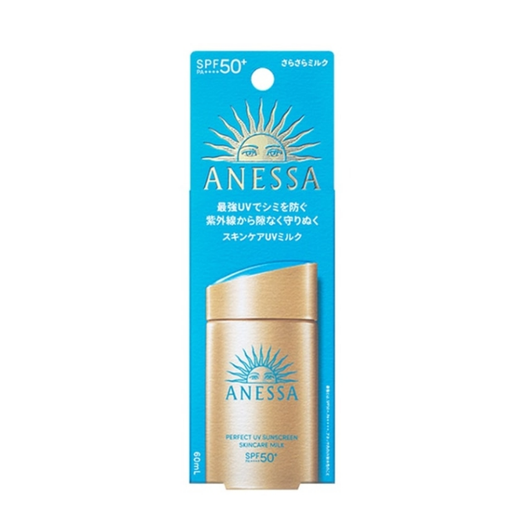 SPF50+
PA++++
さらさらミルク
ANESSA
最強UVでシミを防ぐ
紫外線から隙なく守りぬく
スキンケアUVミルク
ANESSA
PERFECT UV SUNSCREEN
SKINCARE MILK
SPF50+
60mL